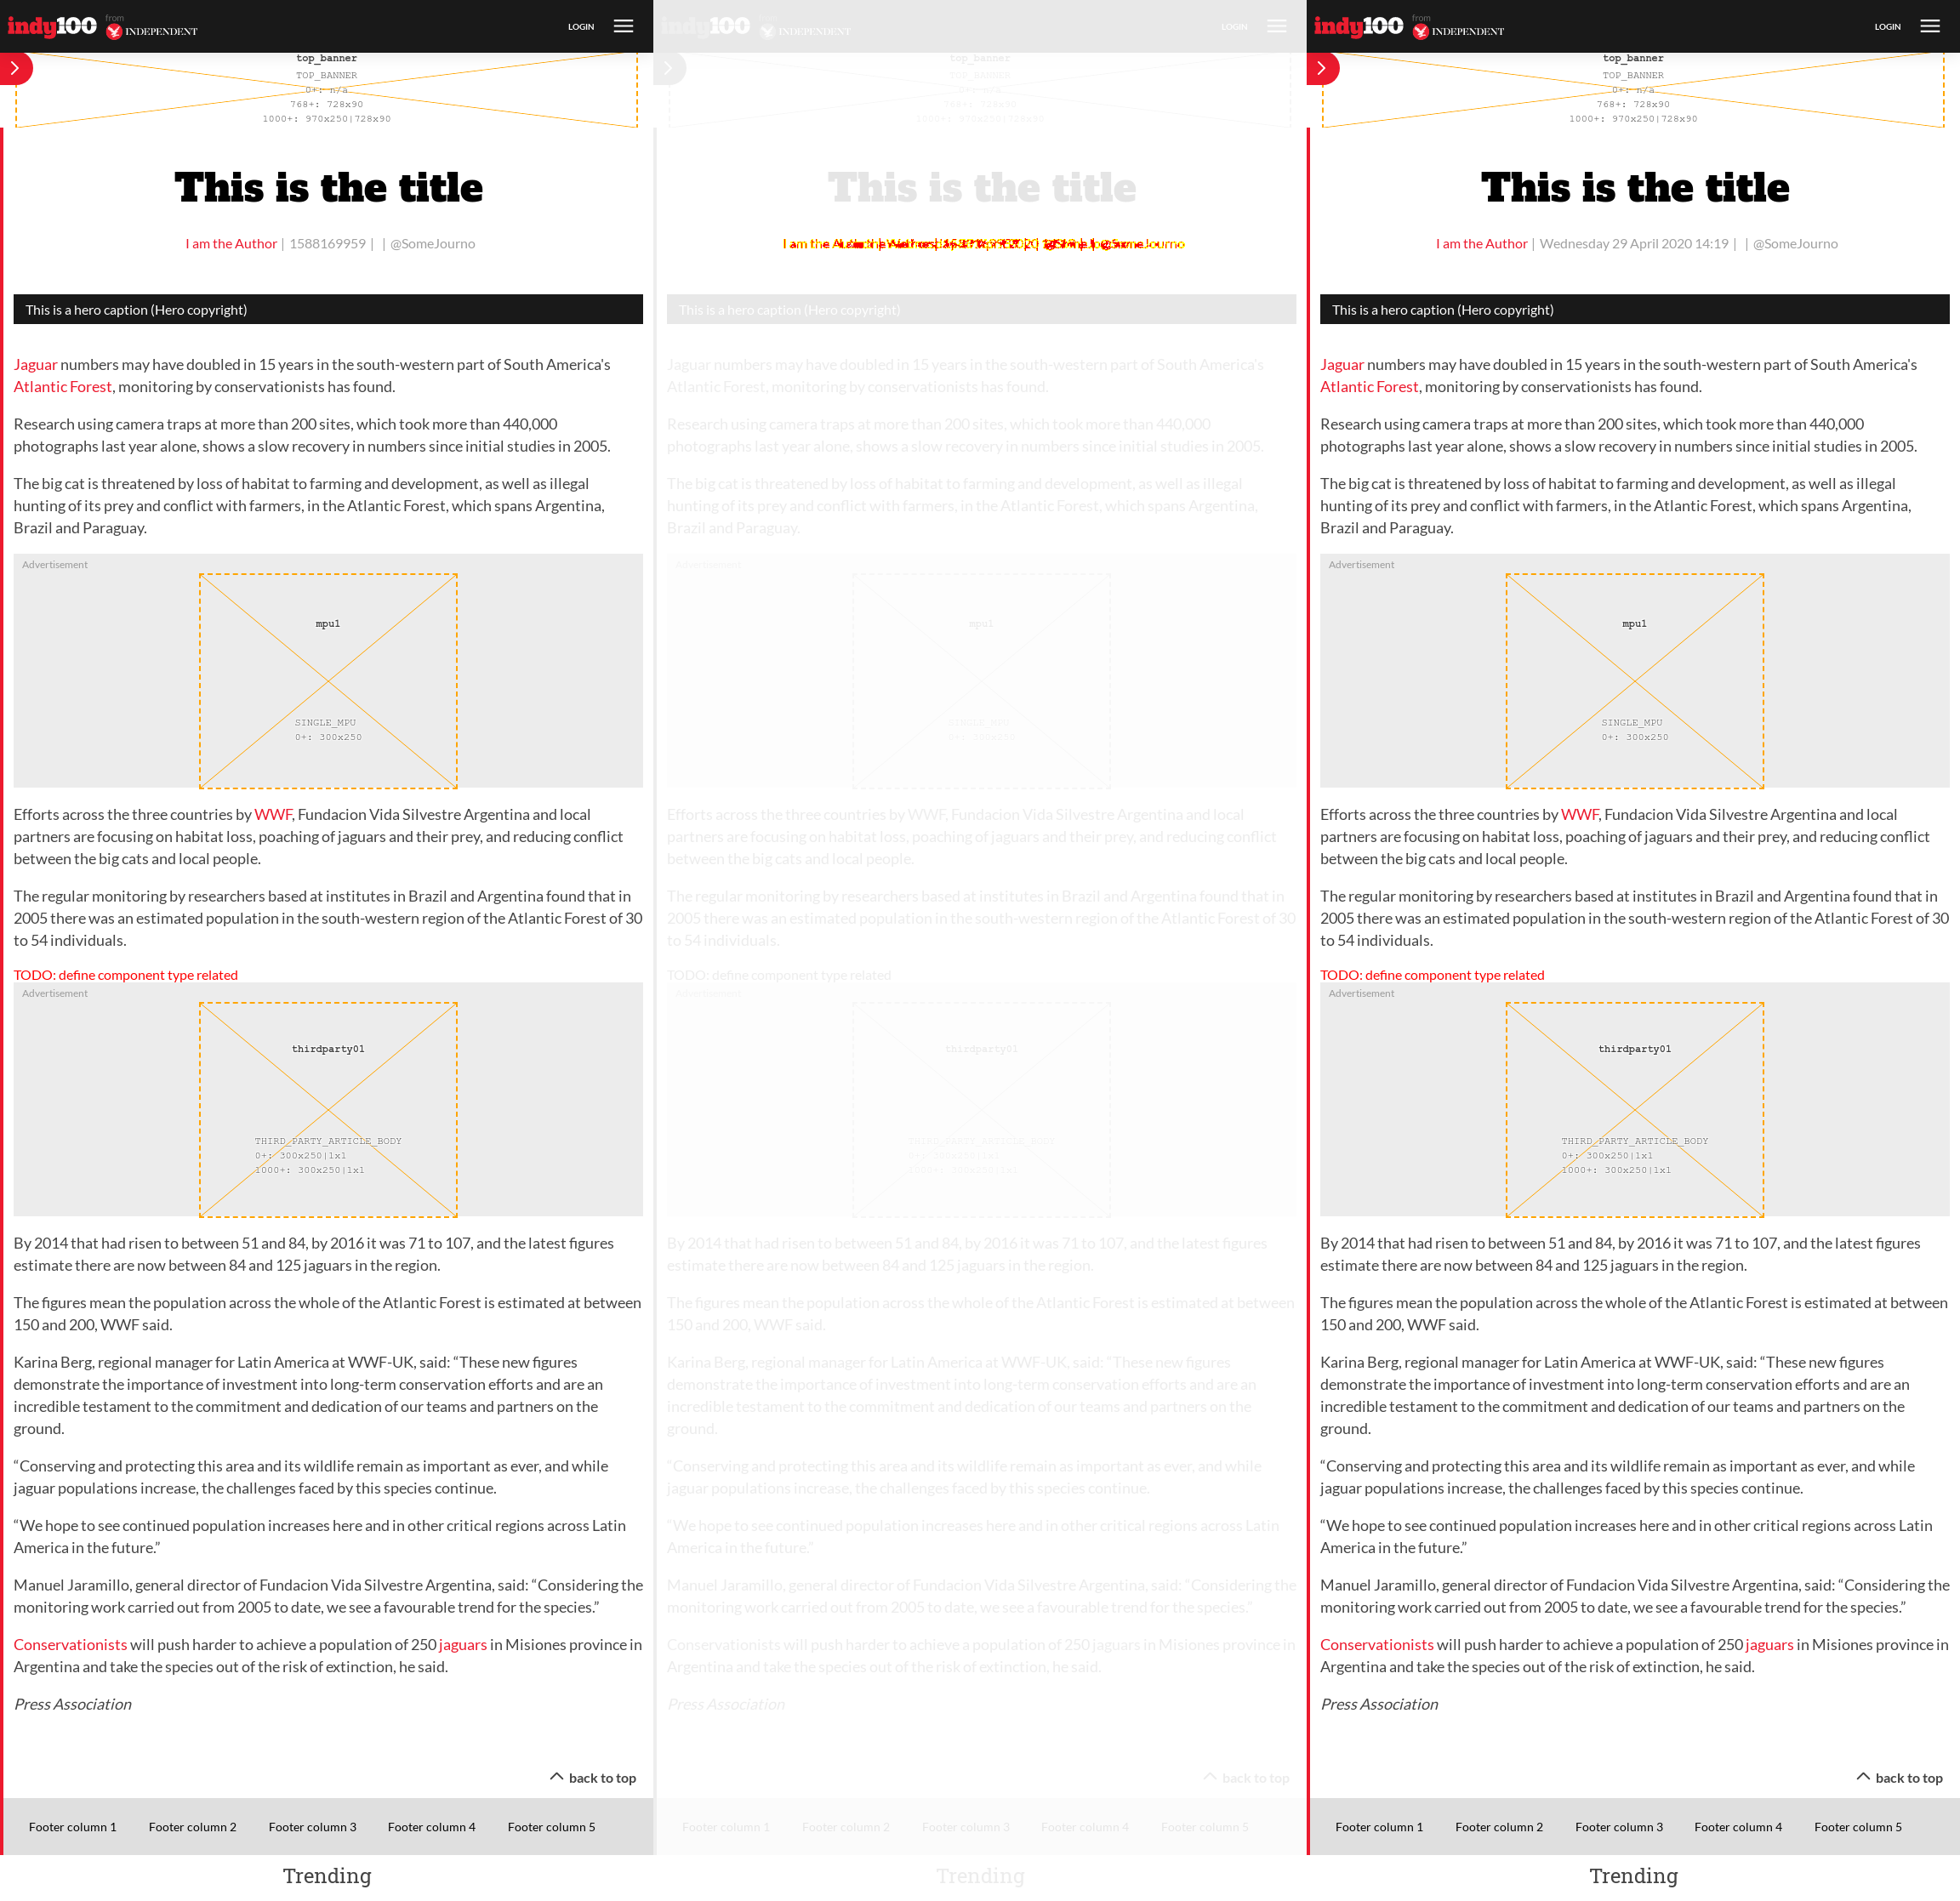 indy100 from INDEPENDENT
LOGIN
top_banner
TOP_BANNER
0+: n/a
768+: 728x90
1000+: 970x250|728x90
This is the title
I am the Author | 1588169959 | | @SomeJourno
This is a hero caption (Hero copyright)
Jaguar numbers may have doubled in 15 years in the south-western part of South America's
Atlantic Forest, monitoring by conservationists has found.
Research using camera traps at more than 200 sites, which took more than 440,000
photographs last year alone, shows a slow recovery in numbers since initial studies in 2005.
The big cat is threatened by loss of habitat to farming and development, as well as illegal
hunting of its prey and conflict with farmers, in the Atlantic Forest, which spans Argentina,
Brazil and Paraguay.
Advertisement
mpu1
SINGLE_MPU
0+: 300x250
Efforts across the three countries by WWF, Fundacion Vida Silvestre Argentina and local
partners are focusing on habitat loss, poaching of jaguars and their prey, and reducing conflict
between the big cats and local people.
The regular monitoring by researchers based at institutes in Brazil and Argentina found that in
2005 there was an estimated population in the south-western region of the Atlantic Forest of 30
to 54 individuals.
TODO: define component type related
Advertisement
thirdparty01
THIRD_PARTY_ARTICLE_BODY
0+: 300x250|1x1
1000+: 300x250|1x1
By 2014 that had risen to between 51 and 84, by 2016 it was 71 to 107, and the latest figures
estimate there are now between 84 and 125 jaguars in the region.
The figures mean the population across the whole of the Atlantic Forest is estimated at between
150 and 200, WWF said.
Karina Berg, regional manager for Latin America at WWF-UK, said: “These new figures
demonstrate the importance of investment into long-term conservation efforts and are an
incredible testament to the commitment and dedication of our teams and partners on the
ground.
“Conserving and protecting this area and its wildlife remain as important as ever, and while
jaguar populations increase, the challenges faced by this species continue.
“We hope to see continued population increases here and in other critical regions across Latin
America in the future.”
Manuel Jaramillo, general director of Fundacion Vida Silvestre Argentina, said: “Considering the
monitoring work carried out from 2005 to date, we see a favourable trend for the species.”
Conservationists will push harder to achieve a population of 250 jaguars in Misiones province in
Argentina and take the species out of the risk of extinction, he said.
Press Association
back to top
Footer column 1 Footer column 2 Footer column 3 Footer column 4 Footer column 5
Trending
indy100 INDEPENDENT
LOGIN
top_banner
TOP_BANNER
0+: n/a
768+: 728x90
1000+: 970x250|728x90
This is the title
I am the
This is a hero caption (Hero copyright)
Jaguar numbers may have doubled in 15 years in the south-western part of South America's
Atlantic Forest, monitoring by conservationists has found.
Research using camera traps at more than 200 sites, which took more than 440,000
photographs last year alone, shows a slow recovery in numbers since initial studies in 2005.
The big cat is threatened by loss of habitat to farming and development, as well as illegal
hunting of its prey and conflict with farmers, in the Atlantic Forest, which spans Argentina,
Brazil and Paraguay.
Advertisement
mpu1
SINGLE_MPU
0+: 300x250
Efforts across the three countries by WWF, Fundacion Vida Silvestre Argentina and local
partners are focusing on habitat loss, poaching of jaguars and their prey, and reducing conflict
between the big cats and local people.
The regular monitoring by researchers based at institutes in Brazil and Argentina found that in
2005 there was an estimated population in the south-western region of the Atlantic Forest of 30
to 54 individuals.
TODO: define component type related
Advertisement
thirdparty01
THIRD_PARTY_ARTICLE_BODY
0+: 300x250|1x1
1000+: 300x250|1x1
By 2014 that had risen to between 51 and 84, by 2016 it was 71 to 107, and the latest figures
estimate there are now between 84 and 125 jaguars in the region.
The figures mean the population across the whole of the Atlantic Forest is estimated at between
150 and 200, WWF said.
Karina Berg, regional manager for Latin America at WWF-UK, said: “These new figures
demonstrate the importance of investment into long-term conservation efforts and are an
incredible testament to the commitment and dedication of our teams and partners on the
ground.
“Conserving and protecting this area and its wildlife remain as important as ever, and while
jaguar populations increase, the challenges faced by this species continue.
“We hope to see continued population increases here and in other critical regions across Latin
America in the future.”
Manuel Jaramillo, general director of Fundacion Vida Silvestre Argentina, said: “Considering the
monitoring work carried out from 2005 to date, we see a favourable trend for the species.”
Conservationists will push harder to achieve a population of 250 jaguars in Misiones province in
Argentina and take the species out of the risk of extinction, he said.
Press Association
back to top
Footer column 1 Footer column 2 Footer column 3 Footer column 4 Footer column 5
Trending
indy100 from INDEPENDENT
LOGIN
top_banner
TOP_BANNER
0+: n/a
768+: 728x90
1000+: 970x250|728x90
This is the title
I am the Author | Wednesday 29 April 2020 14:19 | | @SomeJourno
This is a hero caption (Hero copyright)
Jaguar numbers may have doubled in 15 years in the south-western part of South America's
Atlantic Forest, monitoring by conservationists has found.
Research using camera traps at more than 200 sites, which took more than 440,000
photographs last year alone, shows a slow recovery in numbers since initial studies in 2005.
The big cat is threatened by loss of habitat to farming and development, as well as illegal
hunting of its prey and conflict with farmers, in the Atlantic Forest, which spans Argentina,
Brazil and Paraguay.
Advertisement
mpu1
SINGLE_MPU
0+: 300x250
Efforts across the three countries by WWF, Fundacion Vida Silvestre Argentina and local
partners are focusing on habitat loss, poaching of jaguars and their prey, and reducing conflict
between the big cats and local people.
The regular monitoring by researchers based at institutes in Brazil and Argentina found that in
2005 there was an estimated population in the south-western region of the Atlantic Forest of 30
to 54 individuals.
TODO: define component type related
Advertisement
thirdparty01
THIRD_PARTY_ARTICLE_BODY
0+: 300x250|1x1
1000+: 300x250|1x1
By 2014 that had risen to between 51 and 84, by 2016 it was 71 to 107, and the latest figures
estimate there are now between 84 and 125 jaguars in the region.
The figures mean the population across the whole of the Atlantic Forest is estimated at between
150 and 200, WWF said.
Karina Berg, regional manager for Latin America at WWF-UK, said: “These new figures
demonstrate the importance of investment into long-term conservation efforts and are an
incredible testament to the commitment and dedication of our teams and partners on the
ground.
“Conserving and protecting this area and its wildlife remain as important as ever, and while
jaguar populations increase, the challenges faced by this species continue.
“We hope to see continued population increases here and in other critical regions across Latin
America in the future.”
Manuel Jaramillo, general director of Fundacion Vida Silvestre Argentina, said: “Considering the
monitoring work carried out from 2005 to date, we see a favourable trend for the species.”
Conservationists will push harder to achieve a population of 250 jaguars in Misiones province in
Argentina and take the species out of the risk of extinction, he said.
Press Association
back to top
Footer column 1 Footer column 2 Footer column 3 Footer column 4 Footer column 5
Trending